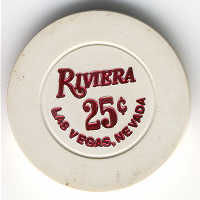 RIVIERA
25¢
LAS VEGAS, NEVADA